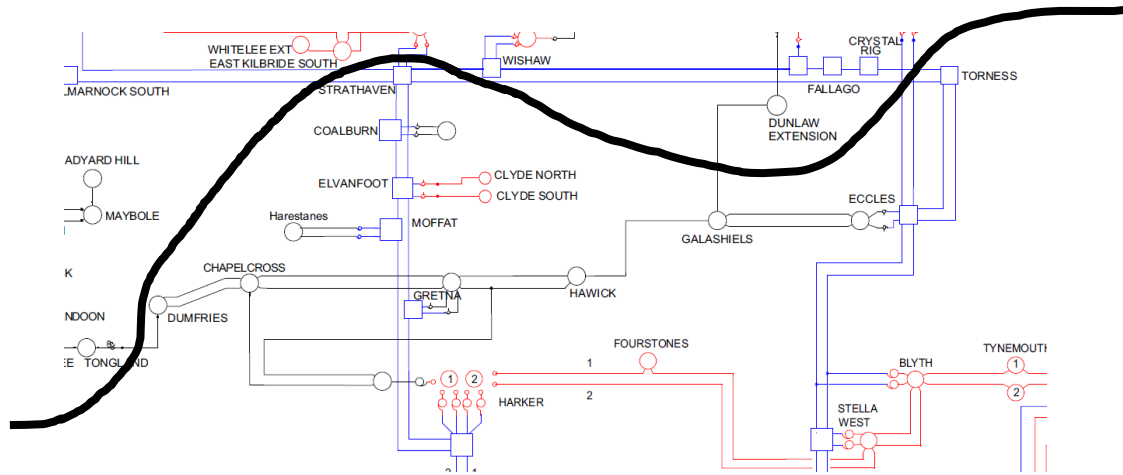 CRYSTAL
RIG
WHITELEE EXT
EAST KILBRIDE SOUTH
WISHAW
TORNESS
LMARNOCK SOUTH
STRATHAVEN
FALLAGO
COALBURN
DUNLAW
EXTENSION
ADYARD HILL
CLYDE NORTH
ELVANFOOT
CLYDE SOUTH
ECCLES
MAYBOLE
Harestanes
MOFFAT
GALASHIELS
K
CHAPELCROSS
GRETNA
HAWICK
NDOON
DUMFRIES
EE
TONGLAND
FOURSTONES
TYNEMOUTH
1
BLYTH
1
1
2
2
2
HARKER
STELLA
WEST
2
1